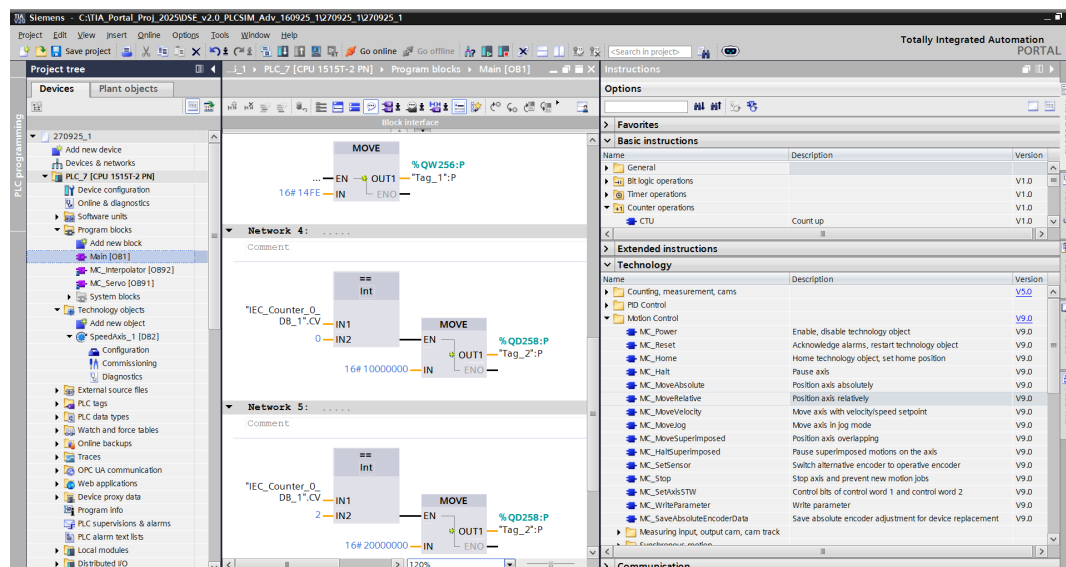 Siemens - C:\TIA_Portal_Proj_2025\DSE_v2.0_PLCSIM_Adv_160925_1\270925_1\270925_1
Project Edit View Insert Online Options Tools Window Help
Totally Integrated Automation
PORTAL
Save project
Go online
Go offline
<Search in project>
Project tree
Devices
Plant objects
PLC programming
270925_1
Add new device
Devices & networks
PLC_7 [CPU 1515T-2 PN]
Device configuration
Online & diagnostics
Software units
Program blocks
Add new block
Main [OB1]
MC_Interpolator [OB92]
MC_Servo [OB91]
System blocks
Technology objects
Add new object
SpeedAxis_1 [DB2]
Configuration
Commissioning
Diagnostics
External source files
PLC tags
PLC data types
Watch and force tables
Online backups
Traces
OPC UA communication
Web applications
Device proxy data
Program info
PLC supervisions & alarms
PLC alarm text lists
Local modules
Distributed I/O
...i_1 › PLC_7 [CPU 1515T-2 PN] › Program blocks › Main [OB1]
Block interface
MOVE
%QW256:P
... EN OUT1 "Tag_1":P
16#14FE IN ENO
Network 4: .....
Comment
==
Int
"IEC_Counter_0_
DB_1".CV IN1
0 IN2
MOVE
EN
%QD258:P
OUT1 "Tag_2":P
16#10000000 IN ENO
Network 5: .....
Comment
==
Int
"IEC_Counter_0_
DB_1".CV IN1
2 IN2
MOVE
EN
%QD258:P
OUT1 "Tag_2":P
16#20000000 IN ENO
120%
Instructions
Options
Favorites
Basic instructions
Name Description Version
General
Bit logic operations V1.0
Timer operations V1.0
Counter operations V1.0
CTU Count up V1.0
Extended instructions
Technology
Name Description Version
Counting, measurement, cams V5.0
PID Control
Motion Control V9.0
MC_Power Enable, disable technology object V9.0
MC_Reset Acknowledge alarms, restart technology object V9.0
MC_Home Home technology object, set home position V9.0
MC_Halt Pause axis V9.0
MC_MoveAbsolute Position axis absolutely V9.0
MC_MoveRelative Position axis relatively V9.0
MC_MoveVelocity Move axis with velocity/speed setpoint V9.0
MC_MoveJog Move axis in jog mode V9.0
MC_MoveSuperimposed Position axis overlapping V9.0
MC_HaltSuperimposed Pause superimposed motions on the axis V9.0
MC_SetSensor Switch alternative encoder to operative encoder V9.0
MC_Stop Stop axis and prevent new motion jobs V9.0
MC_SetAxisSTW Control bits of control word 1 and control word 2 V9.0
MC_WriteParameter Write parameter V9.0
MC_SaveAbsoluteEncoderData Save absolute encoder adjustment for device replacement V9.0
Measuring input, output cam, cam track
Synchronous motion
Communication